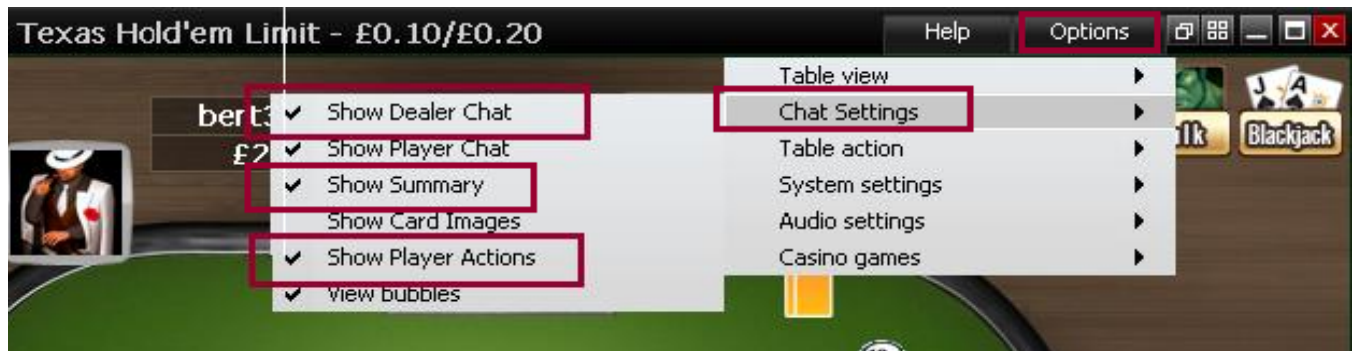 Texas Hold'em Limit - £0.10/£0.20
Help
Options
Table view
Show Dealer Chat
Chat Settings
Show Player Chat
Table action
Show Summary
System settings
Show Card Images
Audio settings
Show Player Actions
Casino games
View bubbles
Blackjack
J
A